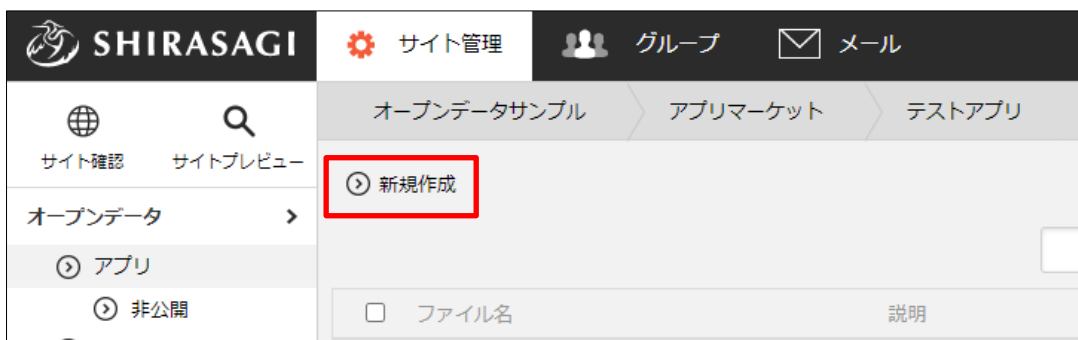 SHIRASAGI
サイト管理 グループ メール
サイト確認 サイトプレビュー
オープンデータ
アプリ
非公開
オープンデータサンプル アプリマーケット テストアプリ
新規作成
ファイル名 説明